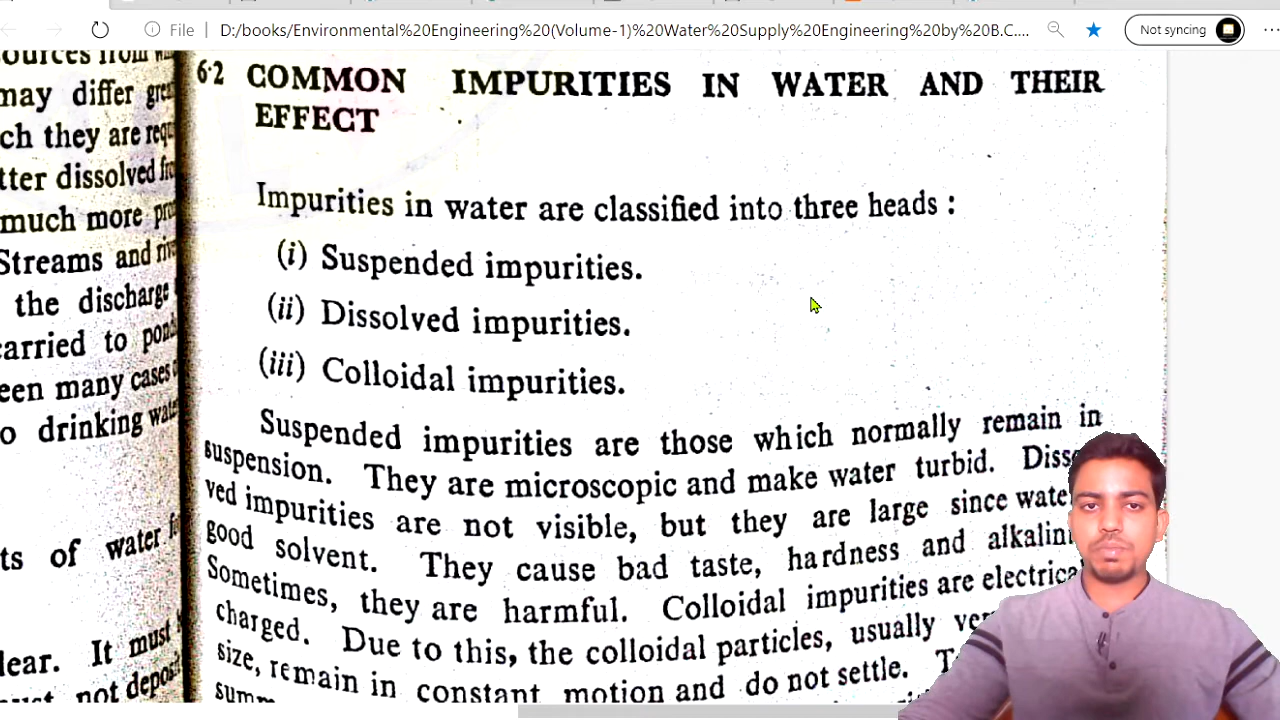 File
D:/books/Environmental%20Engineering%20(Volume-1)%20Water%20Supply%20Engineering%20by%20B.C....
Not syncing
may differ
ch they are
tter dissolved
much more
Streams and
the discharge
carried to
een many cases
o drinking
ts of water
lear. It must
not
6·2 COMMON IMPURITIES IN WATER AND THEIR
EFFECT
Impurities in water are classified into three heads :
(i) Suspended impurities.
(ii) Dissolved impurities.
(iii) Colloidal impurities.
Suspended impurities are those which normally remain in
suspension. They are microscopic and make water turbid.
ved impurities are not visible, but they are large since
good solvent. They cause bad taste, hardness and
Sometimes, they are harmful. Colloidal impurities are
charged. Due to this, the colloidal particles, usually
size, remain in constant motion and do not settle.